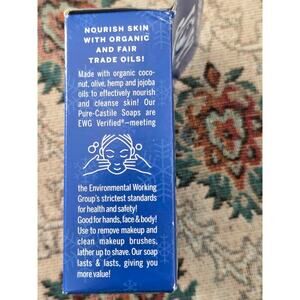 NOURISH SKIN
WITH ORGANIC
AND FAIR
TRADE OILS!
Made with organic coco-
nut, olive, hemp and jojoba
oils to effectively nourish
and cleanse skin! Our
Pure-Castile Soaps are
EWG Verified®—meeting
the Environmental Working
Group's strictest standards
for health and safety!
Good for hands, face & body!
Use to remove makeup and
clean makeup brushes,
lather up to shave. Our soap
lasts & lasts, giving you
more value!